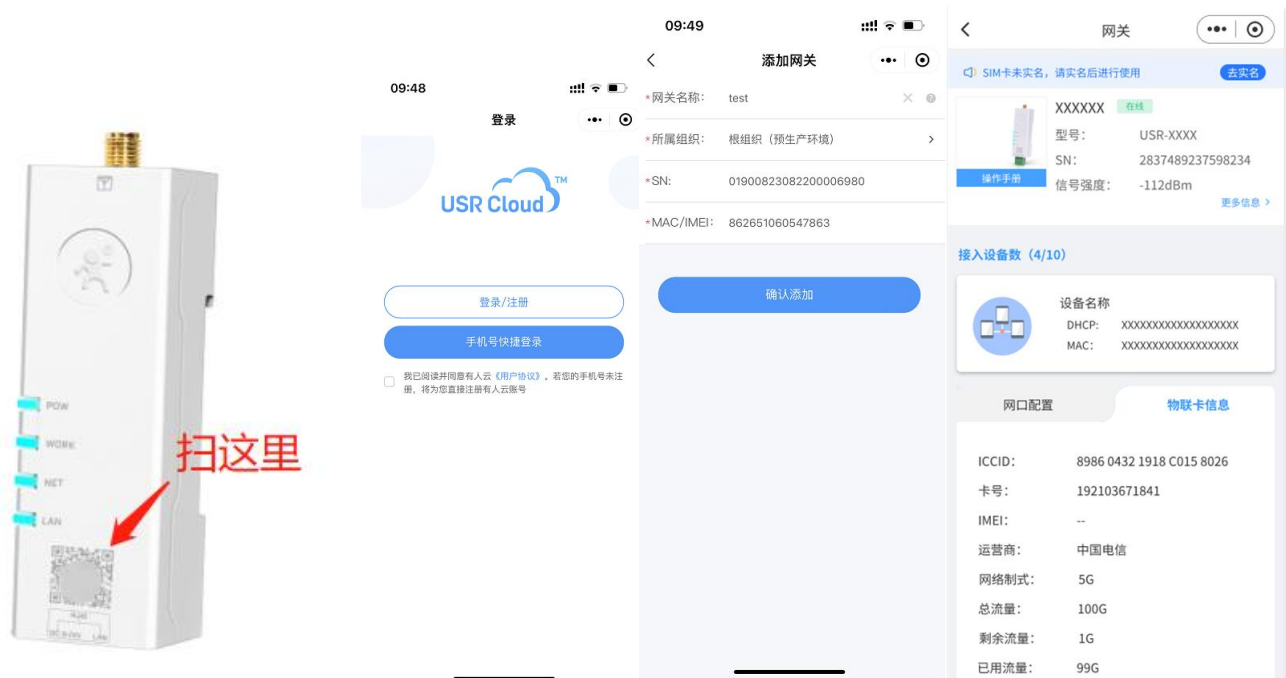 POW
WORK
NET
LAN
扫这里
09:48
登录
USR Cloud™
登录/注册
手机号快捷登录
我已阅读并同意有人云《用户协议》，若您的手机号未注
册，将为您直接注册有人云账号
09:49
添加网关
*网关名称： test
*所属组织： 根组织（预生产环境）
*SN: 01900823082200006980
*MAC/IMEI： 862651060547863
确认添加
网关
SIM卡未实名，请实名后进行使用 去实名
XXXXXX 在线
型号： USR-XXXX
SN： 2837489237598234
信号强度： -112dBm
操作手册
更多信息
接入设备数（4/10）
设备名称
DHCP: XXXXXXXXXXXXXXXXXXX
MAC： XXXXXXXXXXXXXXXXXXX
网口配置
物联卡信息
ICCID： 8986 0432 1918 C015 8026
卡号： 192103671841
IMEI： --
运营商： 中国电信
网络制式： 5G
总流量： 100G
剩余流量： 1G
已用流量： 99G